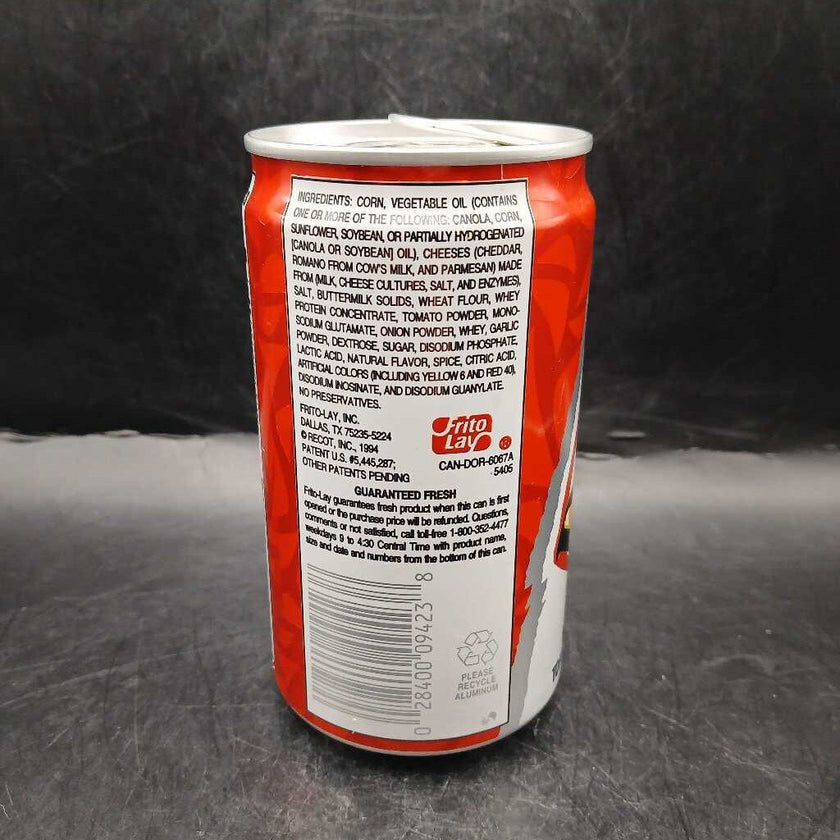 INGREDIENTS: CORN, VEGETABLE OIL (CONTAINS
ONE OR MORE OF THE FOLLOWING: CANOLA, CORN,
SUNFLOWER, SOYBEAN, OR PARTIALLY HYDROGENATED
[CANOLA OR SOYBEAN] OIL), CHEESES (CHEDDAR,
ROMANO FROM COW'S MILK, AND PARMESAN) MADE
FROM (MILK, CHEESE CULTURES, SALT, AND ENZYMES),
SALT, BUTTERMILK SOLIDS, WHEAT FLOUR, WHEY
PROTEIN CONCENTRATE, TOMATO POWDER, MONO-
SODIUM GLUTAMATE, ONION POWDER, WHEY, GARLIC
POWDER, DEXTROSE, SUGAR, DISODIUM PHOSPHATE,
LACTIC ACID, NATURAL FLAVOR, SPICE, CITRIC ACID,
ARTIFICIAL COLORS (INCLUDING YELLOW 6 AND RED 40),
DISODIUM INOSINATE, AND DISODIUM GUANYLATE.
NO PRESERVATIVES.
FRITO-LAY, INC.
DALLAS, TX 75235-5224
© RECOT, INC., 1994
PATENT U.S. #5,445,287;
OTHER PATENTS PENDING
Frito
Lay ®
CAN-DOR-6067A
5405
GUARANTEED FRESH
Frito-Lay guarantees fresh product when this can is first
opened or the purchase price will be refunded. Questions,
comments or not satisfied, call toll-free 1-800-352-4477
weekdays 9 to 4:30 Central Time with product name,
size and date and numbers from the bottom of this can.
0 28400 09423 8
PLEASE
RECYCLE
ALUMINUM